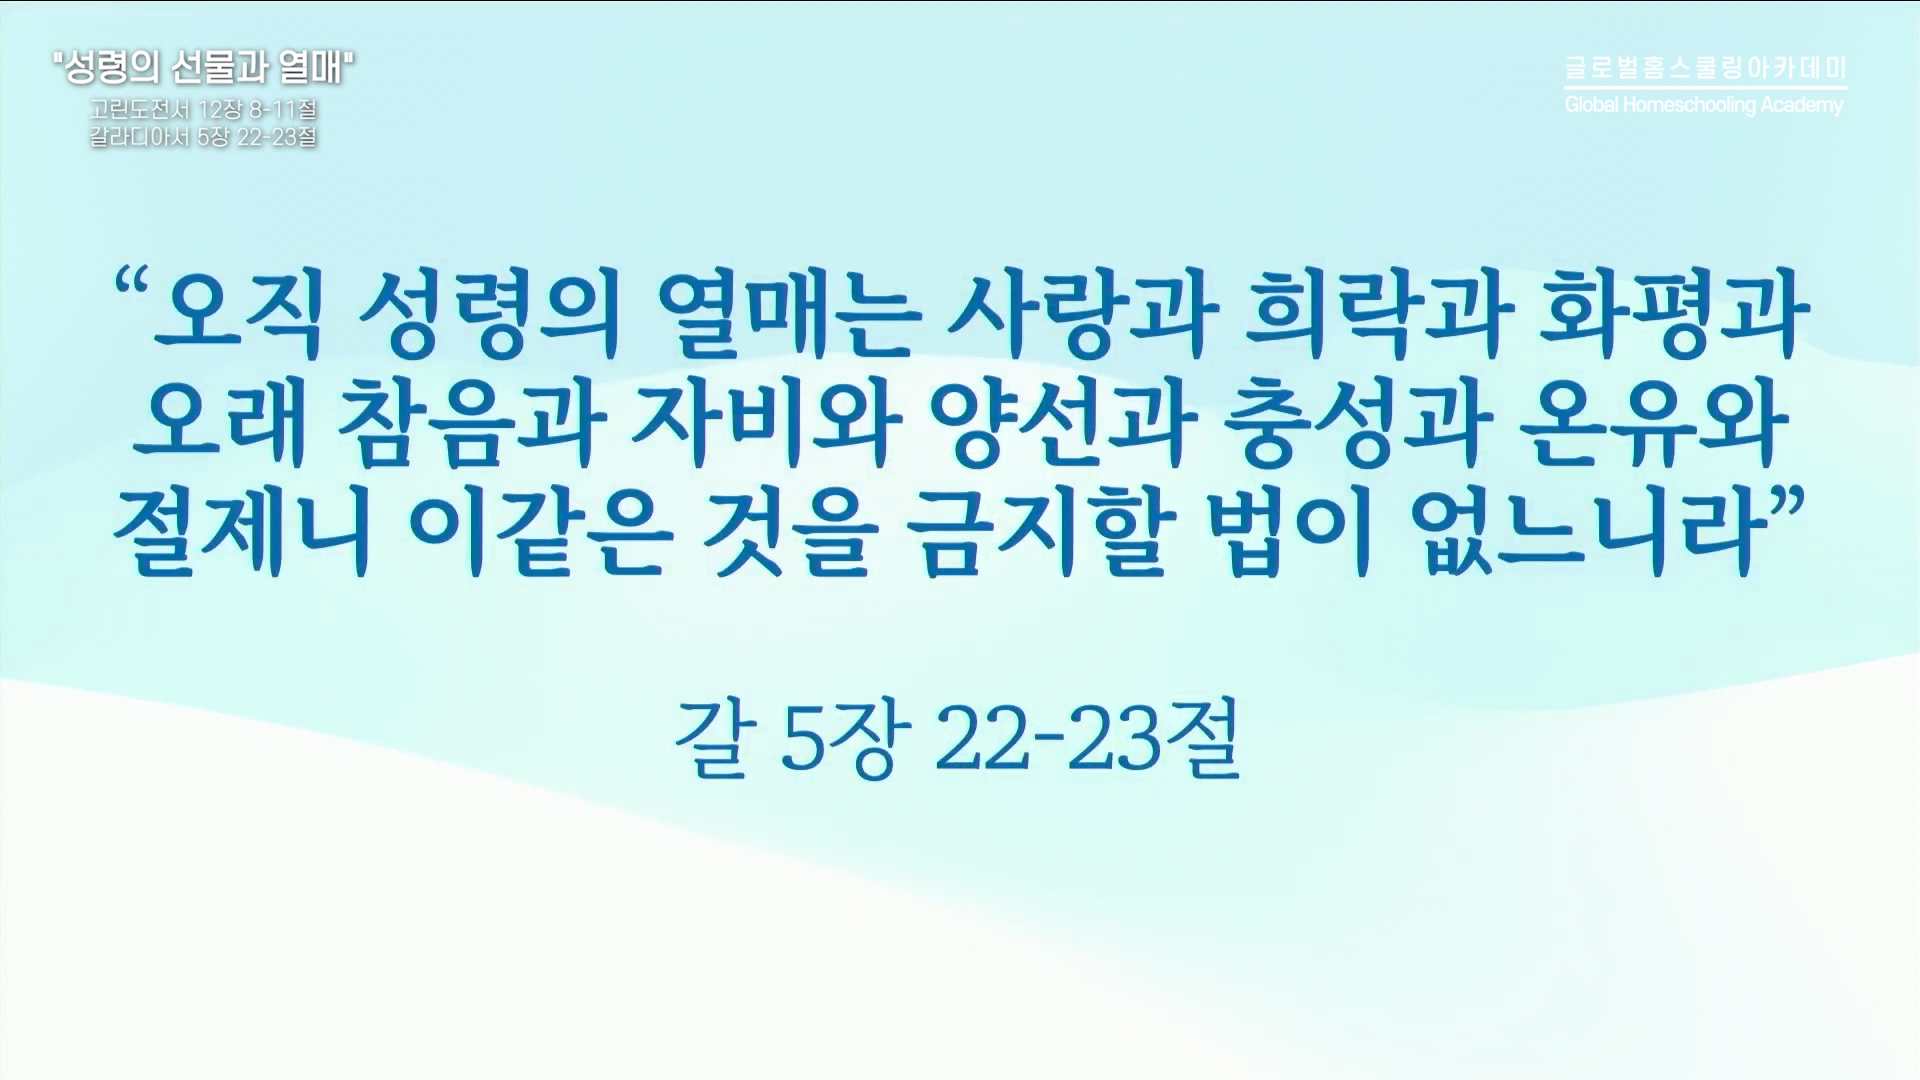 "성령의 선물과 열매"
고린도전서 12장 8-11절
갈라디아서 5장 22-23절
글로벌홈스쿨링아카데미
Global Homeschooling Academy
“오직 성령의 열매는 사랑과 희락과 화평과
오래 참음과 자비와 양선과 충성과 온유와
절제니 이같은 것을 금지할 법이 없느니라”
갈 5장 22-23절